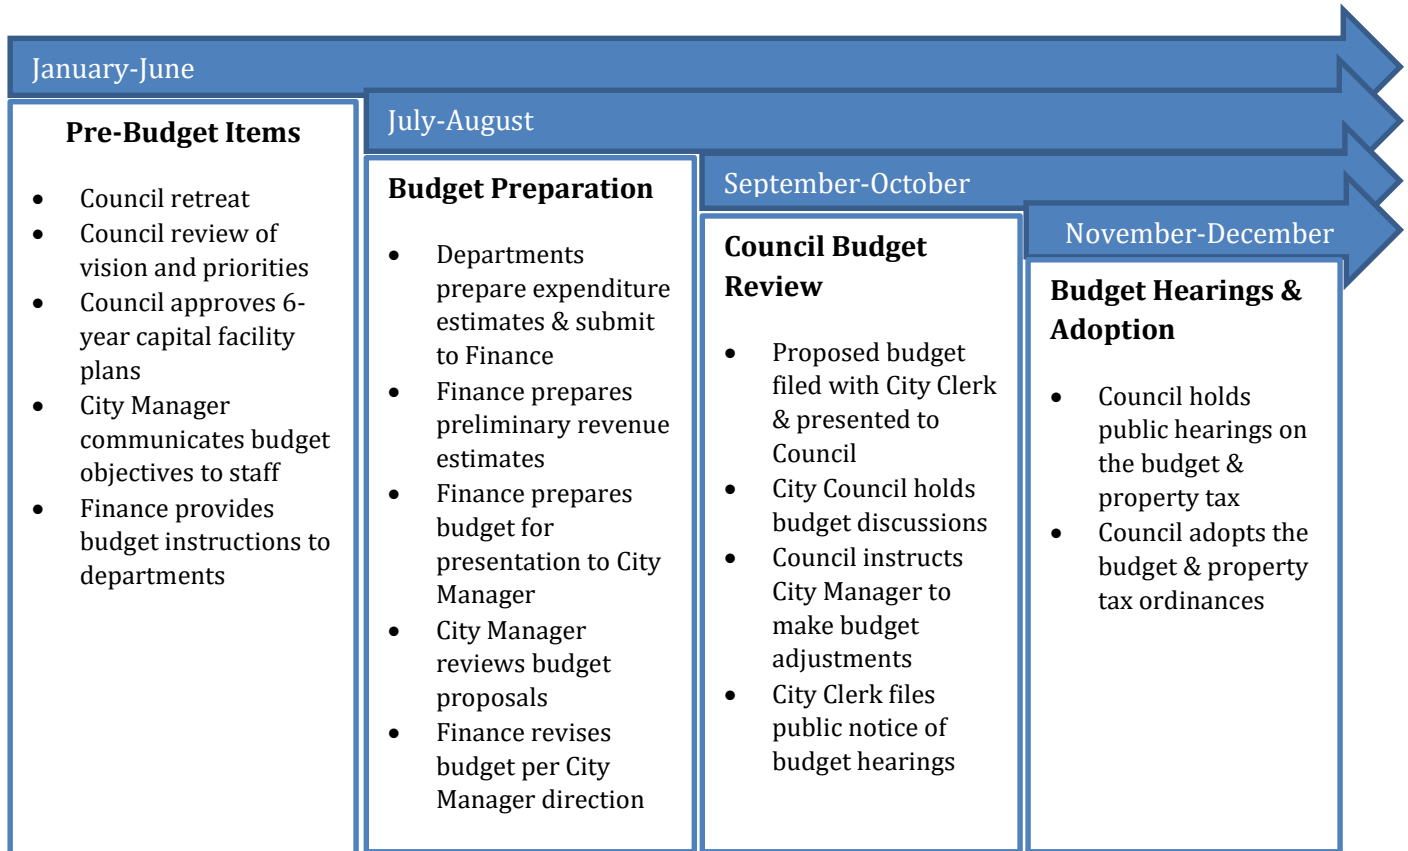 January-June
Pre-Budget Items
• Council retreat
• Council review of
vision and priorities
• Council approves 6-
year capital facility
plans
• City Manager
communicates budget
objectives to staff
• Finance provides
budget instructions to
departments
July-August
Budget Preparation
• Departments
prepare expenditure
estimates & submit
to Finance
• Finance prepares
preliminary revenue
estimates
• Finance prepares
budget for
presentation to City
Manager
• City Manager
reviews budget
proposals
• Finance revises
budget per City
Manager direction
September-October
Council Budget
Review
• Proposed budget
filed with City Clerk
& presented to
Council
• City Council holds
budget discussions
• Council instructs
City Manager to
make budget
adjustments
• City Clerk files
public notice of
budget hearings
November-December
Budget Hearings &
Adoption
• Council holds
public hearings on
the budget &
property tax
• Council adopts the
budget & property
tax ordinances